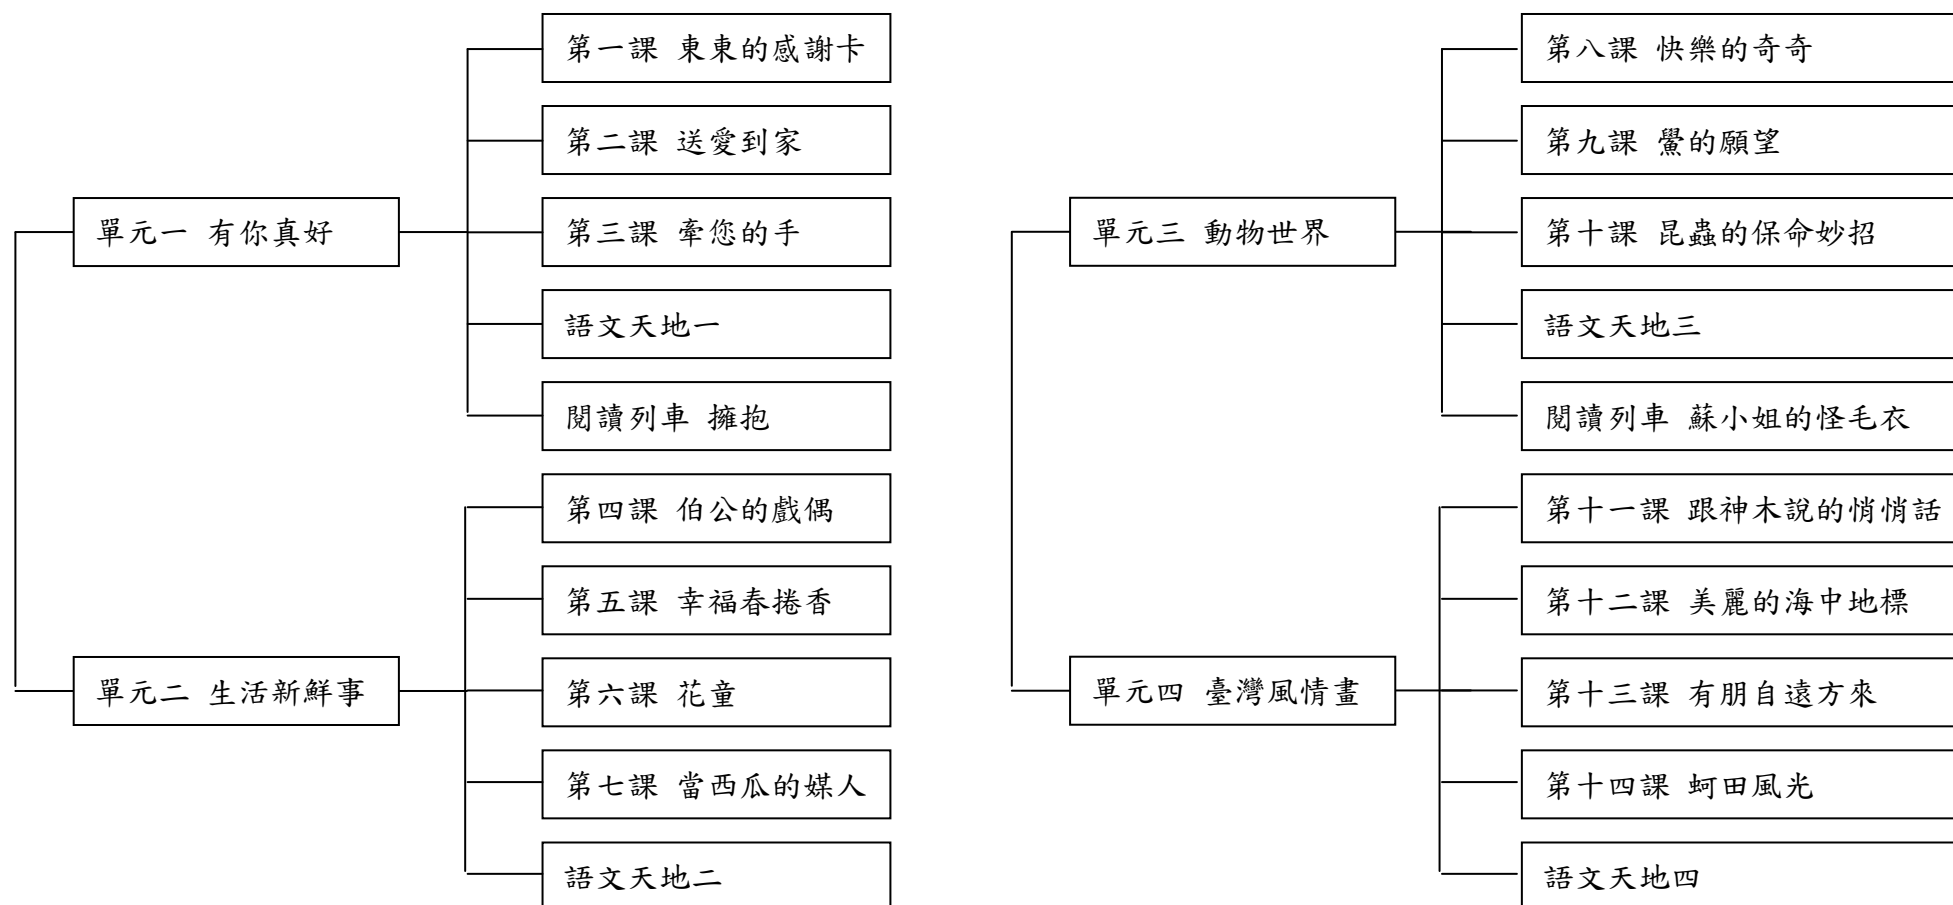 單元一 有你真好
第一課 東東的感謝卡
第二課 送愛到家
第三課 牽您的手
語文天地一
閱讀列車 擁抱
單元二 生活新鮮事
第四課 伯公的戲偶
第五課 幸福春捲香
第六課 花童
第七課 當西瓜的媒人
語文天地二
單元三 動物世界
第八課 快樂的奇奇
第九課 鱟的願望
第十課 昆蟲的保命妙招
語文天地三
閱讀列車 蘇小姐的怪毛衣
單元四 臺灣風情畫
第十一課 跟神木說的悄悄話
第十二課 美麗的海中地標
第十三課 有朋自遠方來
第十四課 蚵田風光
語文天地四